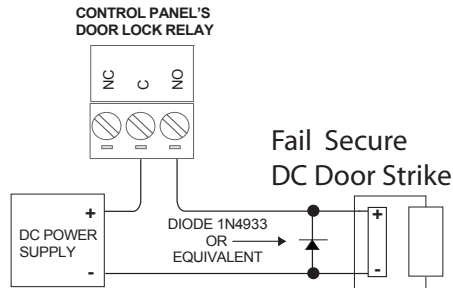 CONTROL PANEL'S
DOOR LOCK RELAY
NC C NO
Fail Secure
DC Door Strike
+
DC POWER
SUPPLY
-
DIODE 1N4933
OR
EQUIVALENT
+
-